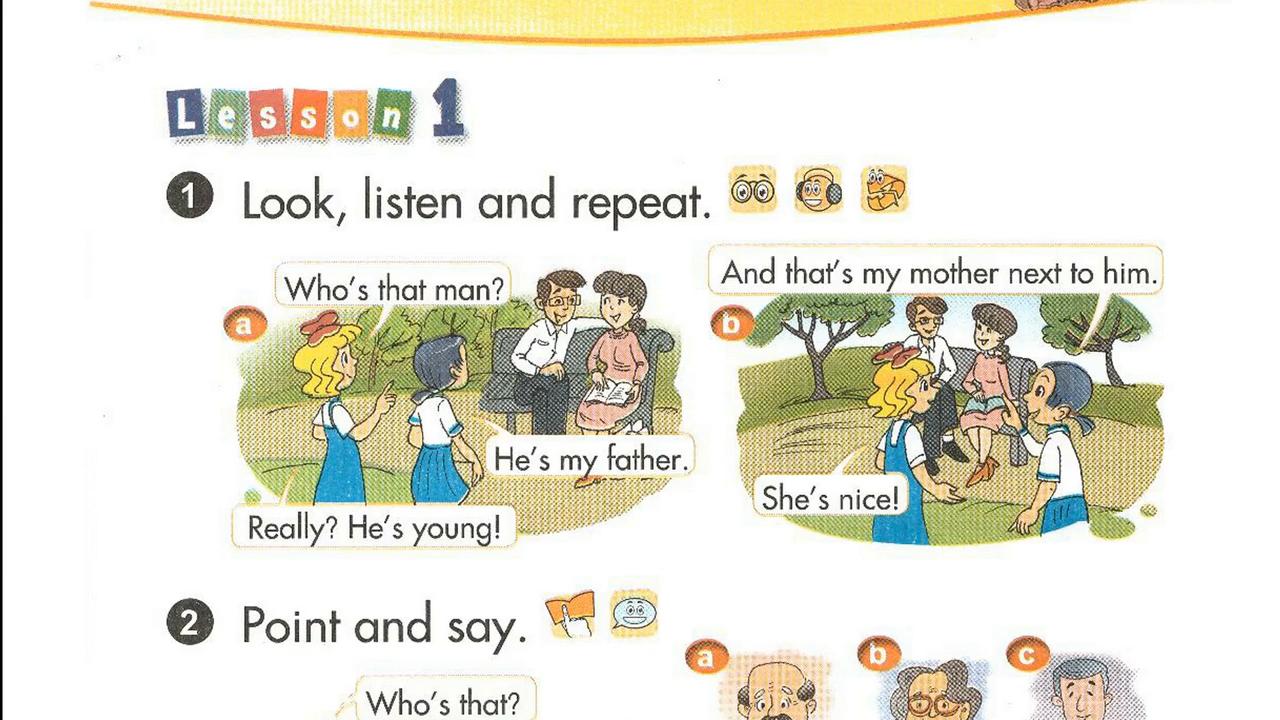 Lesson 1
1 Look, listen and repeat.
a
Who's that man?
He's my father.
Really? He's young!
b
And that's my mother next to him.
She's nice!
2 Point and say.
Who's that?
a
b
c